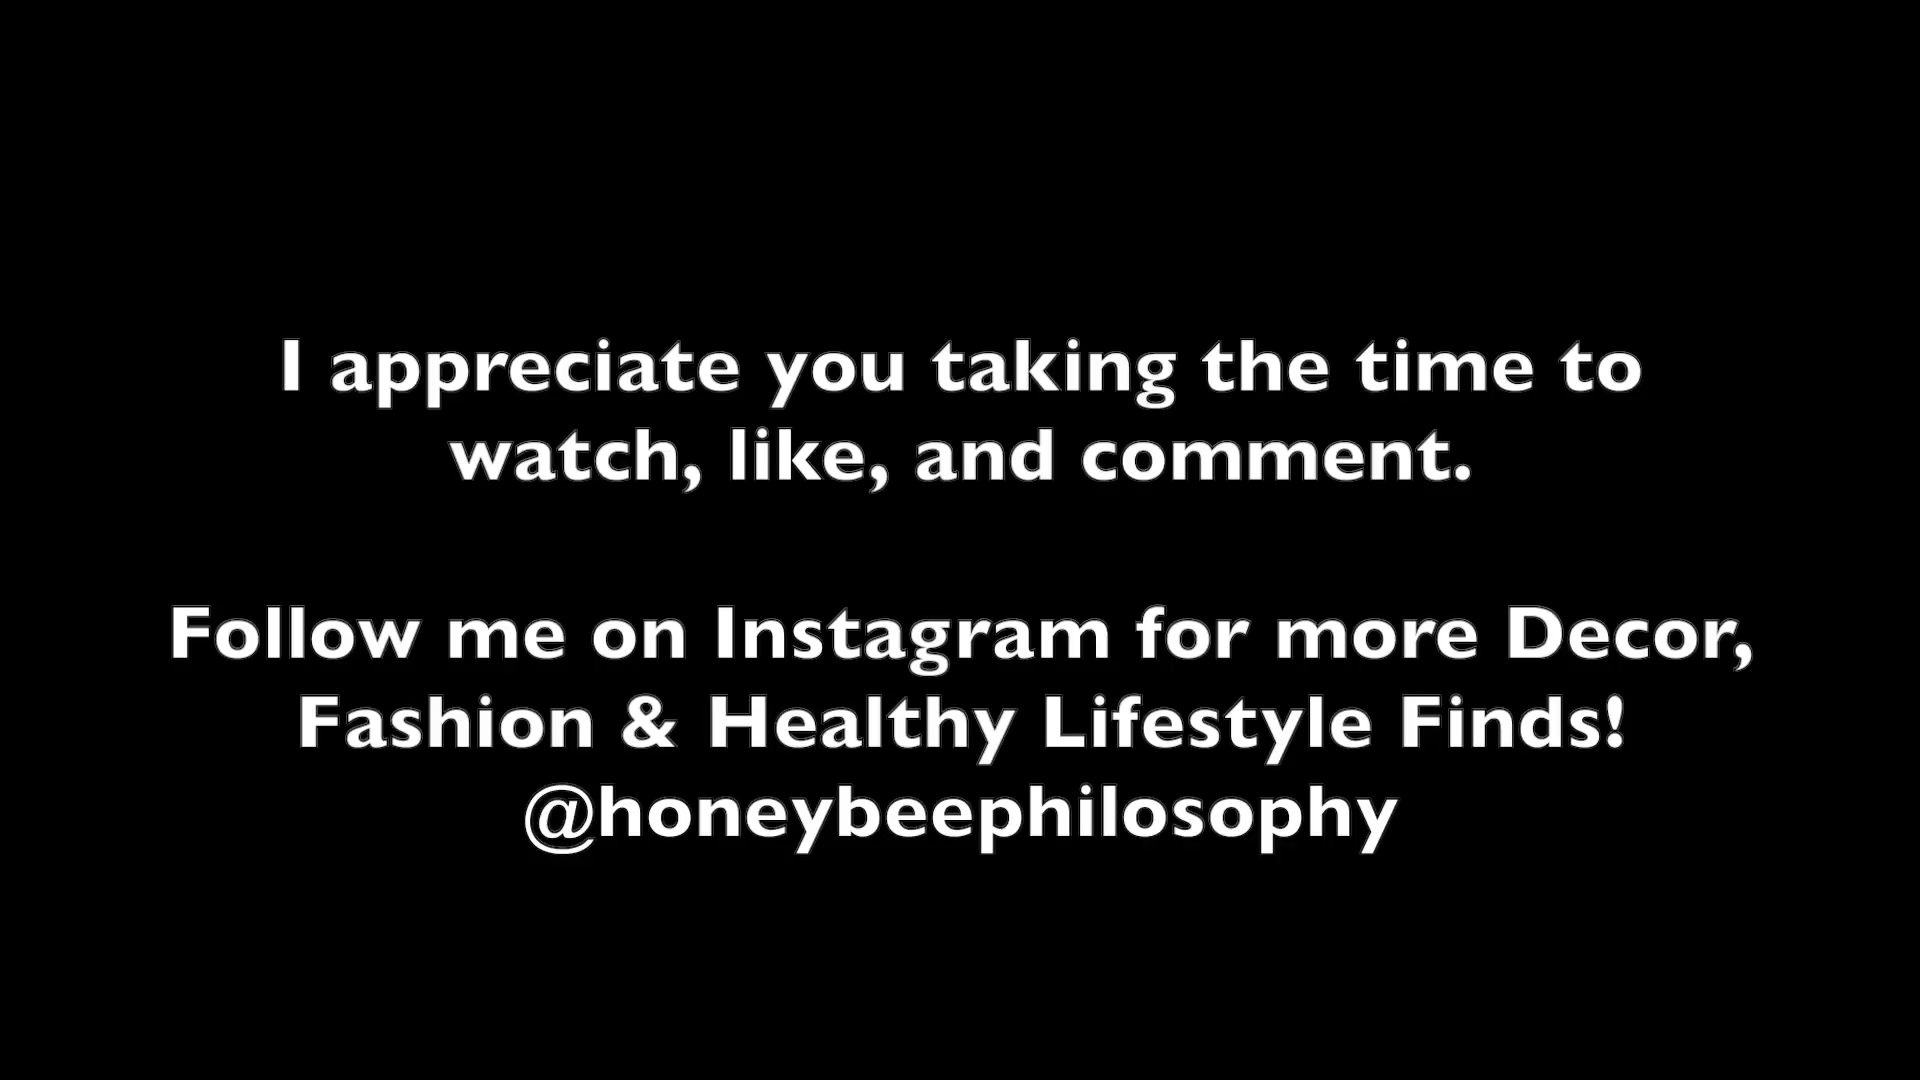 I appreciate you taking the time to
watch, like, and comment.
Follow me on Instagram for more Decor,
Fashion & Healthy Lifestyle Finds!
@honeybeephilosophy